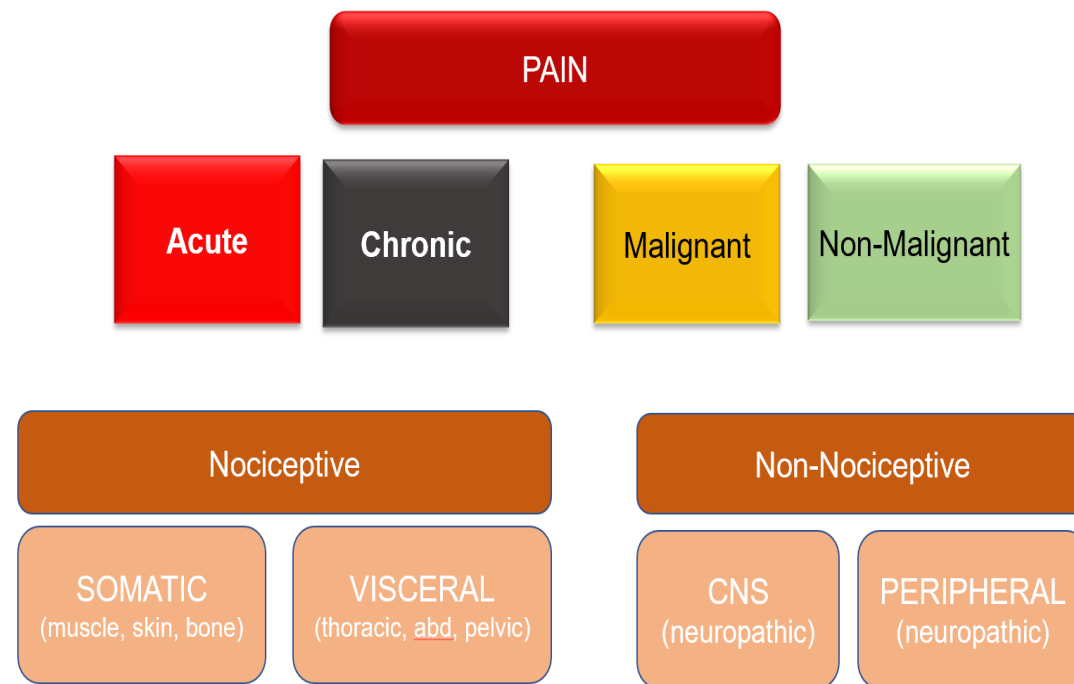 PAIN
Acute
Chronic
Malignant
Non-Malignant
Nociceptive
Non-Nociceptive
SOMATIC
(muscle, skin, bone)
VISCERAL
(thoracic, abd, pelvic)
CNS
(neuropathic)
PERIPHERAL
(neuropathic)